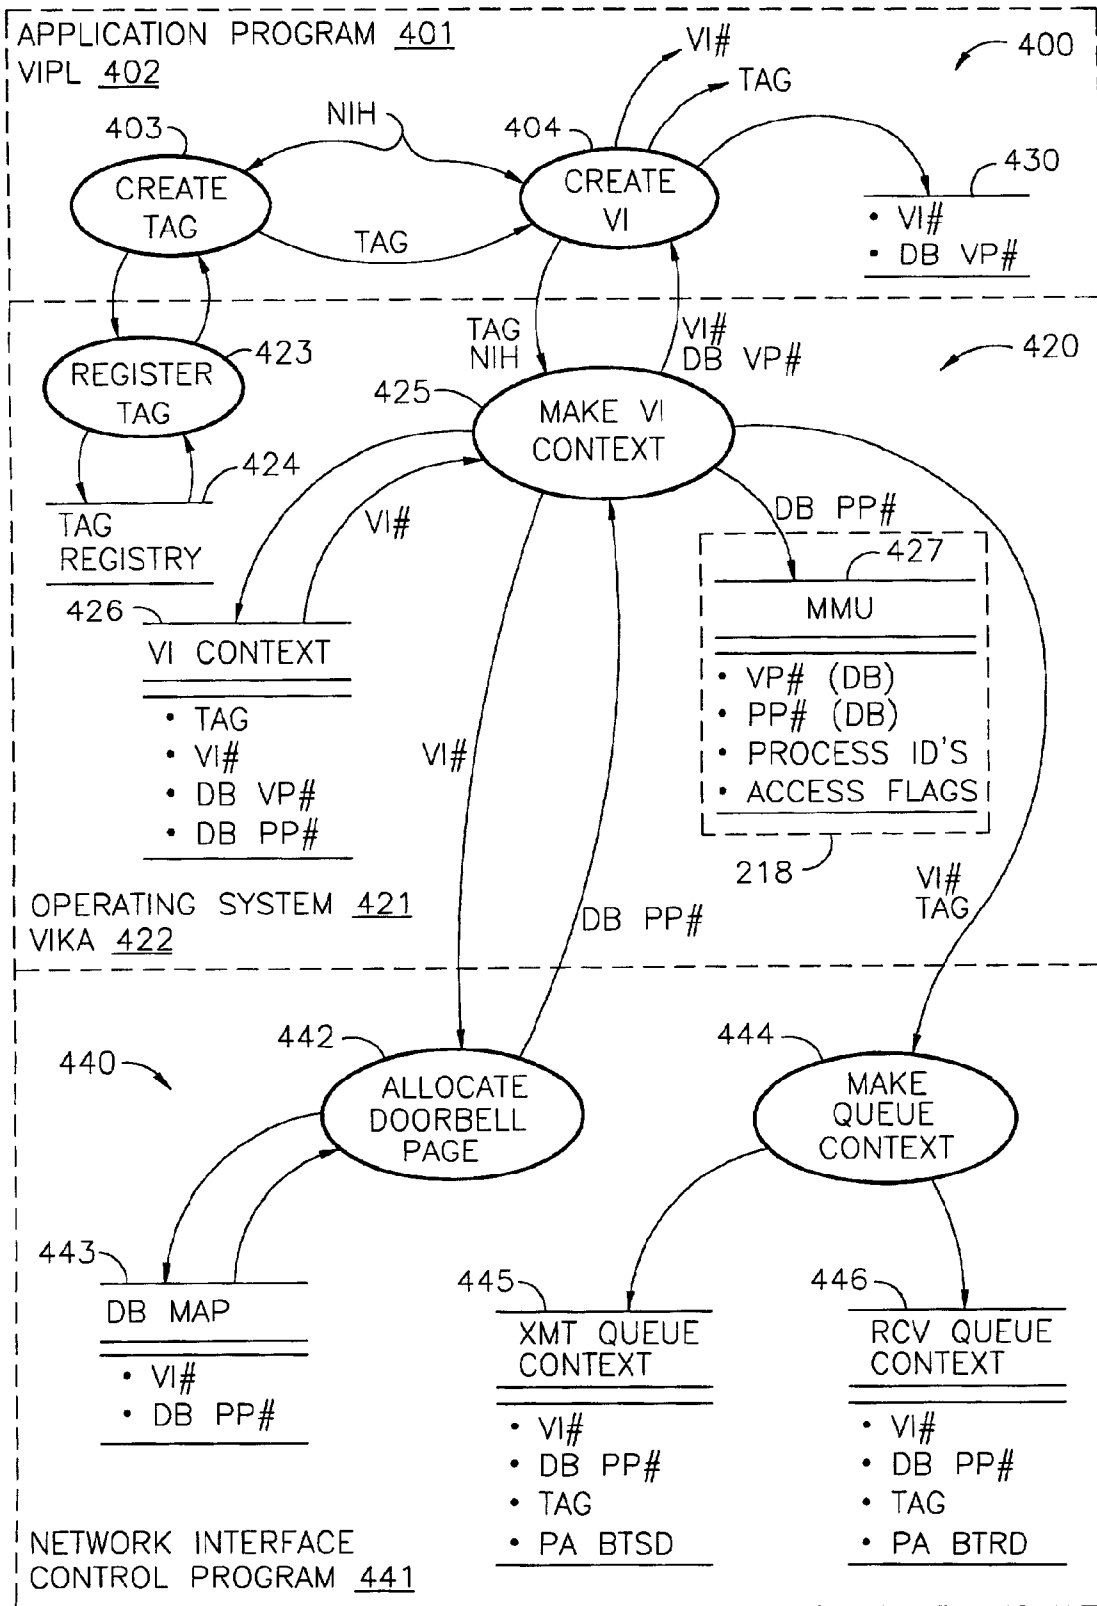 APPLICATION PROGRAM 401
VIPL 402
VI#
TAG
400
NIH
403
404
430
CREATE
TAG
CREATE
VI
TAG
• VI#
• DB VP#
TAG
NIH
VI#
DB VP#
420
423
REGISTER
TAG
425
MAKE VI
CONTEXT
424
TAG
REGISTRY
VI#
DB PP#
427
MMU
• VP# (DB)
• PP# (DB)
• PROCESS ID'S
• ACCESS FLAGS
218
426
VI CONTEXT
• TAG
• VI#
• DB VP#
• DB PP#
VI#
VI#
TAG
DB PP#
OPERATING SYSTEM 421
VIKA 422
440
442
ALLOCATE
DOORBELL
PAGE
444
MAKE
QUEUE
CONTEXT
443
DB MAP
• VI#
• DB PP#
445
XMT QUEUE
CONTEXT
• VI#
• DB PP#
• TAG
• PA BTSD
446
RCV QUEUE
CONTEXT
• VI#
• DB PP#
• TAG
• PA BTRD
NETWORK INTERFACE
CONTROL PROGRAM 441